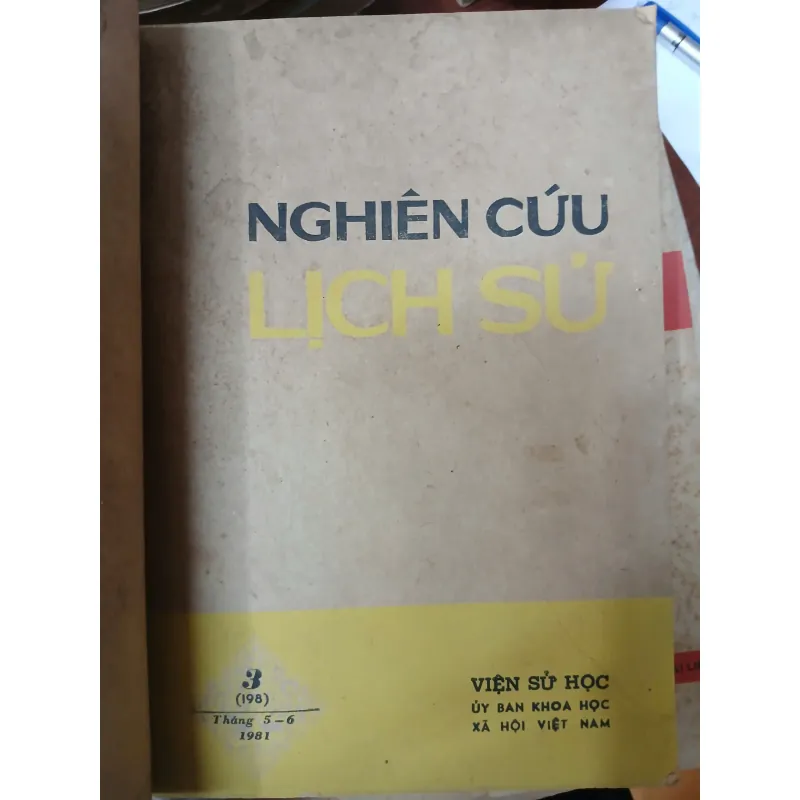 NGHIÊN CỨU
LỊCH SỬ
3
(198)
Tháng 5-6
1981
VIỆN SỬ HỌC
ỦY BAN KHOA HỌC
XÃ HỘI VIỆT NAM